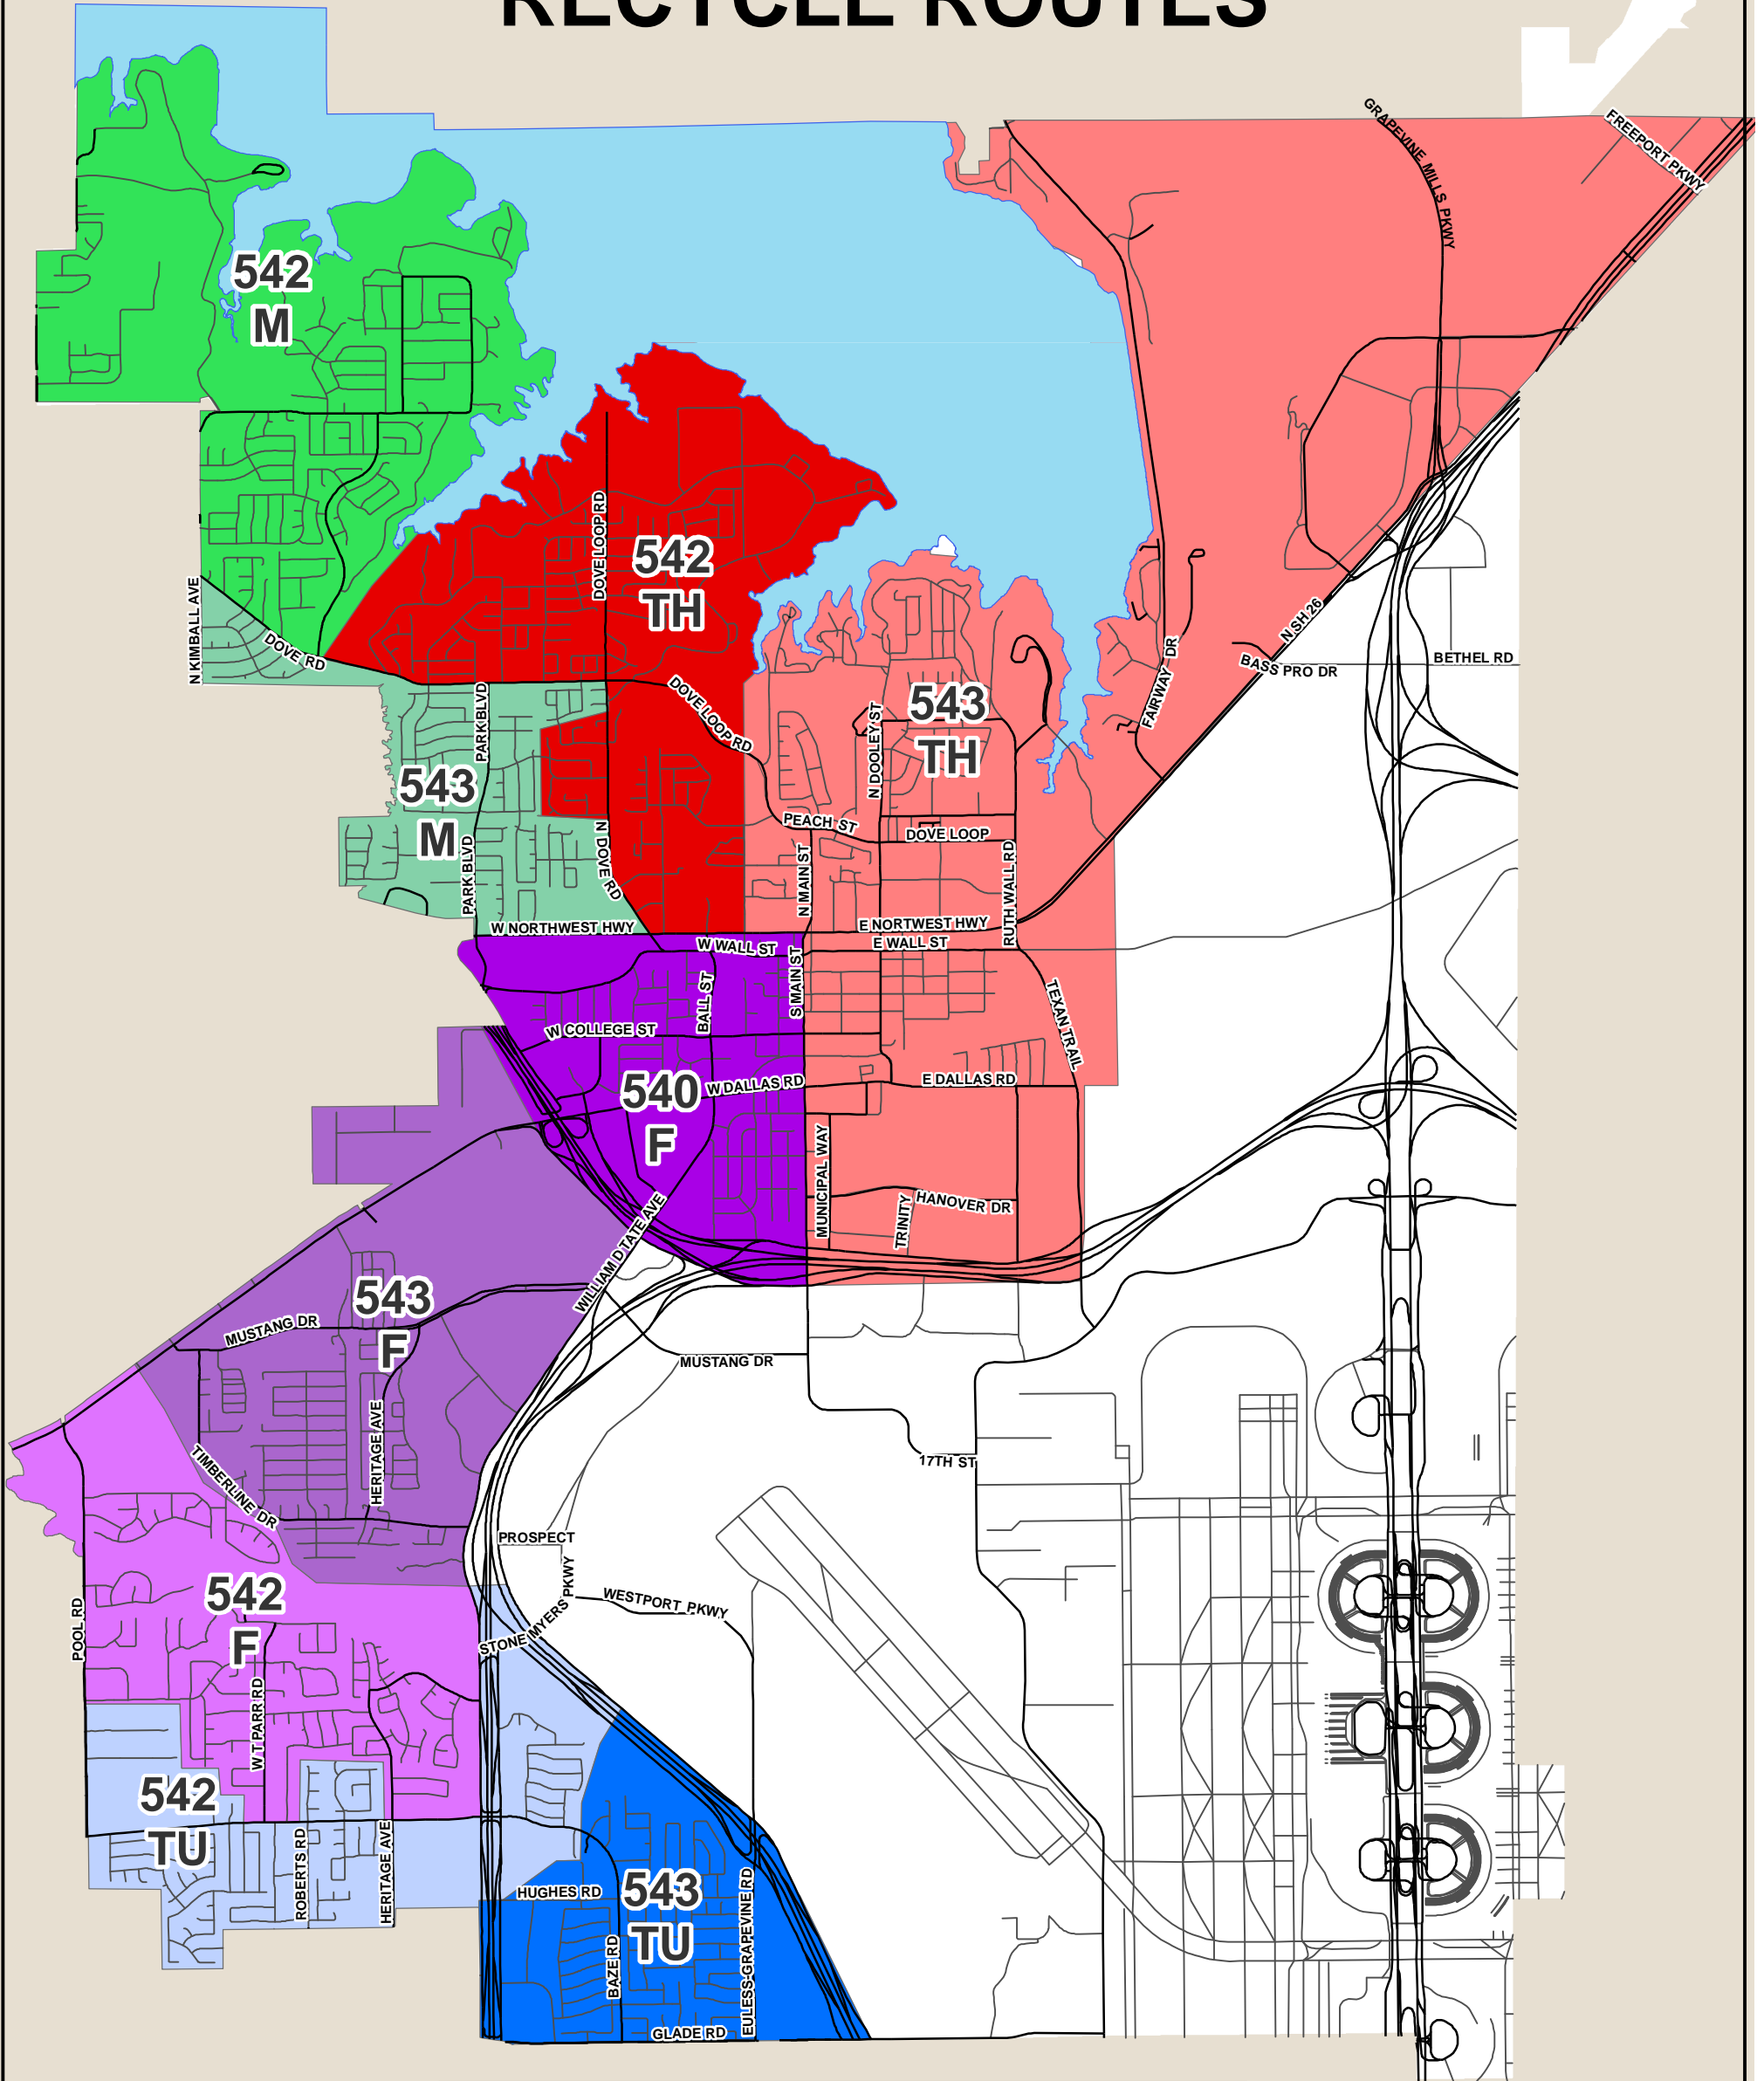 RECYCLE ROUTES
GRAPEVINE MILLS PKWY
FREEPORT PKWY
542
M
DOVE LOOP RD
542
TH
N KIMBALL AVE
DOVE RD
N SH 26
BASS PRO DR
BETHEL RD
FAIRWAY DR
PARK BLVD
DOVE LOOP RD
N DOOLEY ST
543
TH
543
M
PEACH ST
DOVE LOOP
PARK BLVD
N DOVE RD
N MAIN ST
RUTH WALL RD
W NORTHWEST HWY
E NORTWEST HWY
W WALL ST
E WALL ST
S MAIN ST
BALL ST
TEXAN TRAIL
W COLLEGE ST
540
F
W DALLAS RD
E DALLAS RD
MUNICIPAL WAY
TRINITY
HANOVER DR
WILLIAM D TATE AVE
543
F
MUSTANG DR
MUSTANG DR
HERITAGE AVE
TIMBERLINE DR
17TH ST
PROSPECT
STONE MYERS PKWY
WESTPORT PKWY
POOL RD
542
F
W T PARR RD
542
TU
ROBERTS RD
HERITAGE AVE
HUGHES RD
543
TU
BAZE RD
EULESS-GRAPEVINE RD
GLADE RD